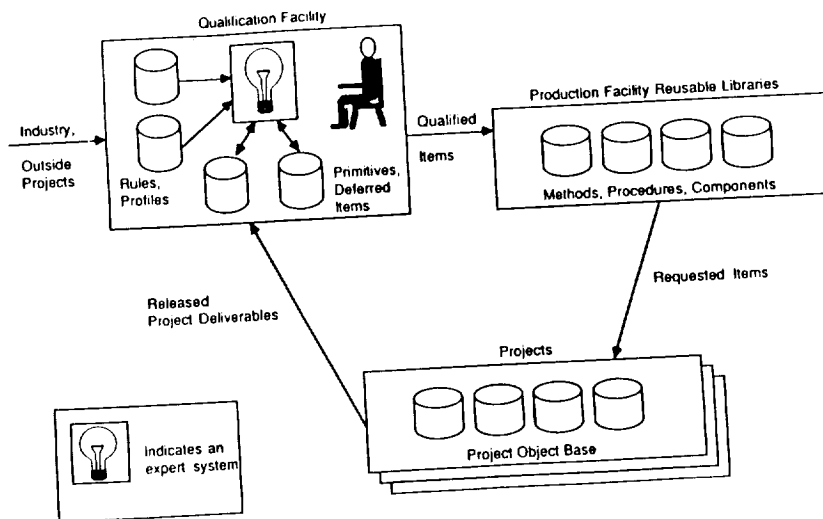 Qualification Facility
Industry,
Outside
Projects
Rules,
Profiles
Primitives,
Deferred
Items
Qualified
Items
Production Facility Reusable Libraries
Methods, Procedures, Components
Requested Items
Released
Project Deliverables
Projects
Project Object Base
Indicates an
expert system